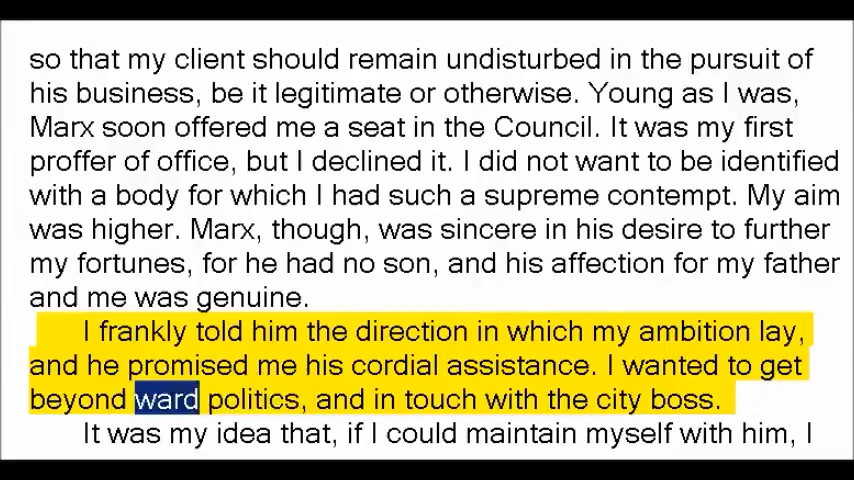 so that my client should remain undisturbed in the pursuit of
his business, be it legitimate or otherwise. Young as I was,
Marx soon offered me a seat in the Council. It was my first
proffer of office, but I declined it. I did not want to be identified
with a body for which I had such a supreme contempt. My aim
was higher. Marx, though, was sincere in his desire to further
my fortunes, for he had no son, and his affection for my father
and me was genuine.
I frankly told him the direction in which my ambition lay,
and he promised me his cordial assistance. I wanted to get
beyond ward politics, and in touch with the city boss.
It was my idea that, if I could maintain myself with him, I